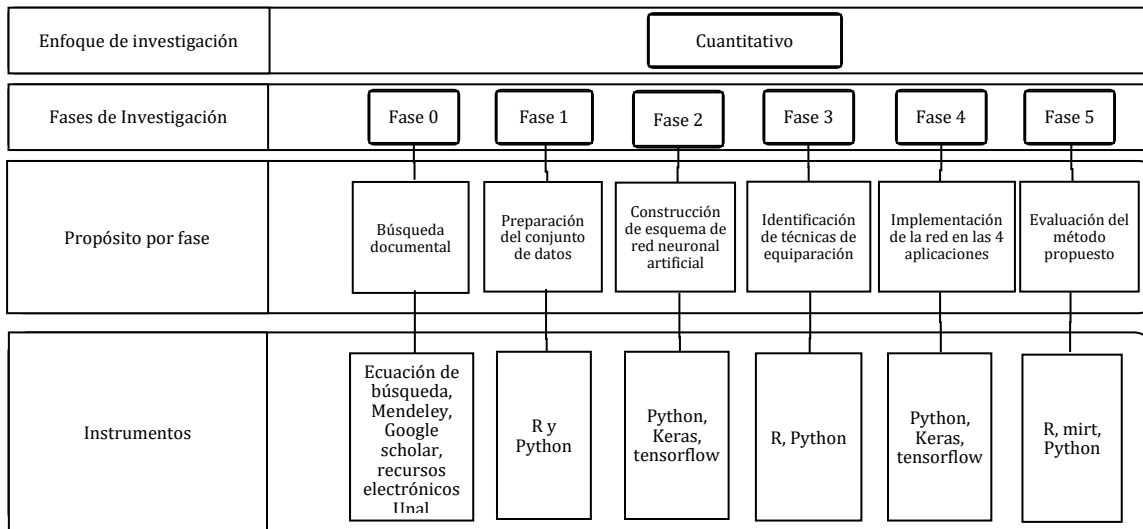 Enfoque de investigación
Cuantitativo
Fases de Investigación
Fase 0
Fase 1
Fase 2
Fase 3
Fase 4
Fase 5
Propósito por fase
Búsqueda
documental
Preparación
del conjunto
de datos
Construcción
de esquema de
red neuronal
artificial
Identificación
de técnicas de
equiparación
Implementación
de la red en las 4
aplicaciones
Evaluación del
método
propuesto
Instrumentos
Ecuación de
búsqueda,
Mendeley,
Google
scholar,
recursos
electrónicos
Unal
R y
Python
Python,
Keras,
tensorflow
R, Python
Python,
Keras,
tensorflow
R, mirt,
Python